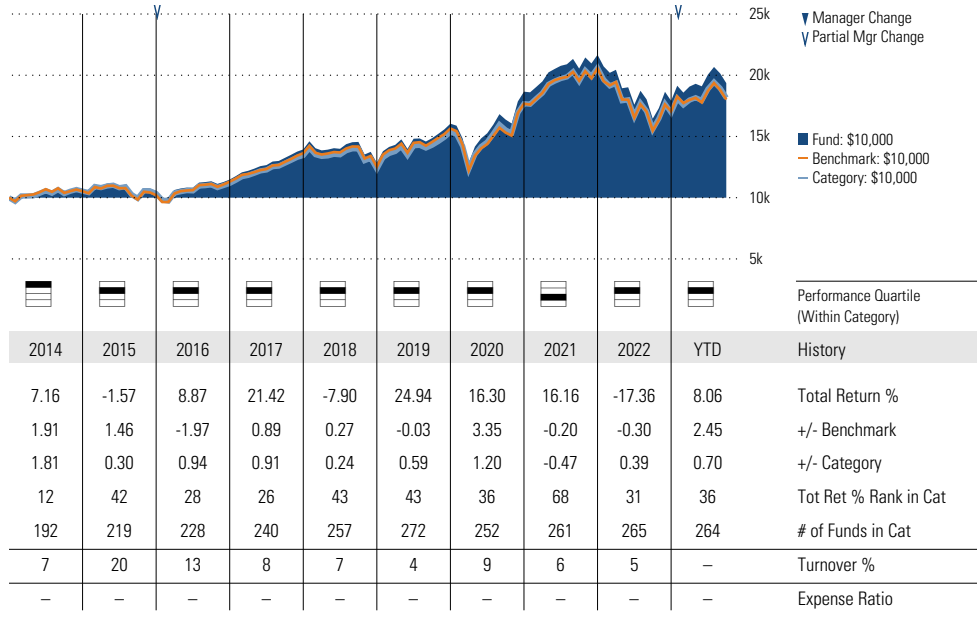 25k
20k
15k
10k
5k
Manager Change
Partial Mgr Change
Fund: $10,000
Benchmark: $10,000
Category: $10,000
Performance Quartile
(Within Category)
2014 2015 2016 2017 2018 2019 2020 2021 2022 YTD History
7.16 -1.57 8.87 21.42 -7.90 24.94 16.30 16.16 -17.36 8.06 Total Return %
1.91 1.46 -1.97 0.89 0.27 -0.03 3.35 -0.20 -0.30 2.45 +/- Benchmark
1.81 0.30 0.94 0.91 0.24 0.59 1.20 -0.47 0.39 0.70 +/- Category
12 42 28 26 43 43 36 68 31 36 Tot Ret % Rank in Cat
192 219 228 240 257 272 252 261 265 264 # of Funds in Cat
7 20 13 8 7 4 9 6 5 – Turnover %
– – – – – – – – – – Expense Ratio